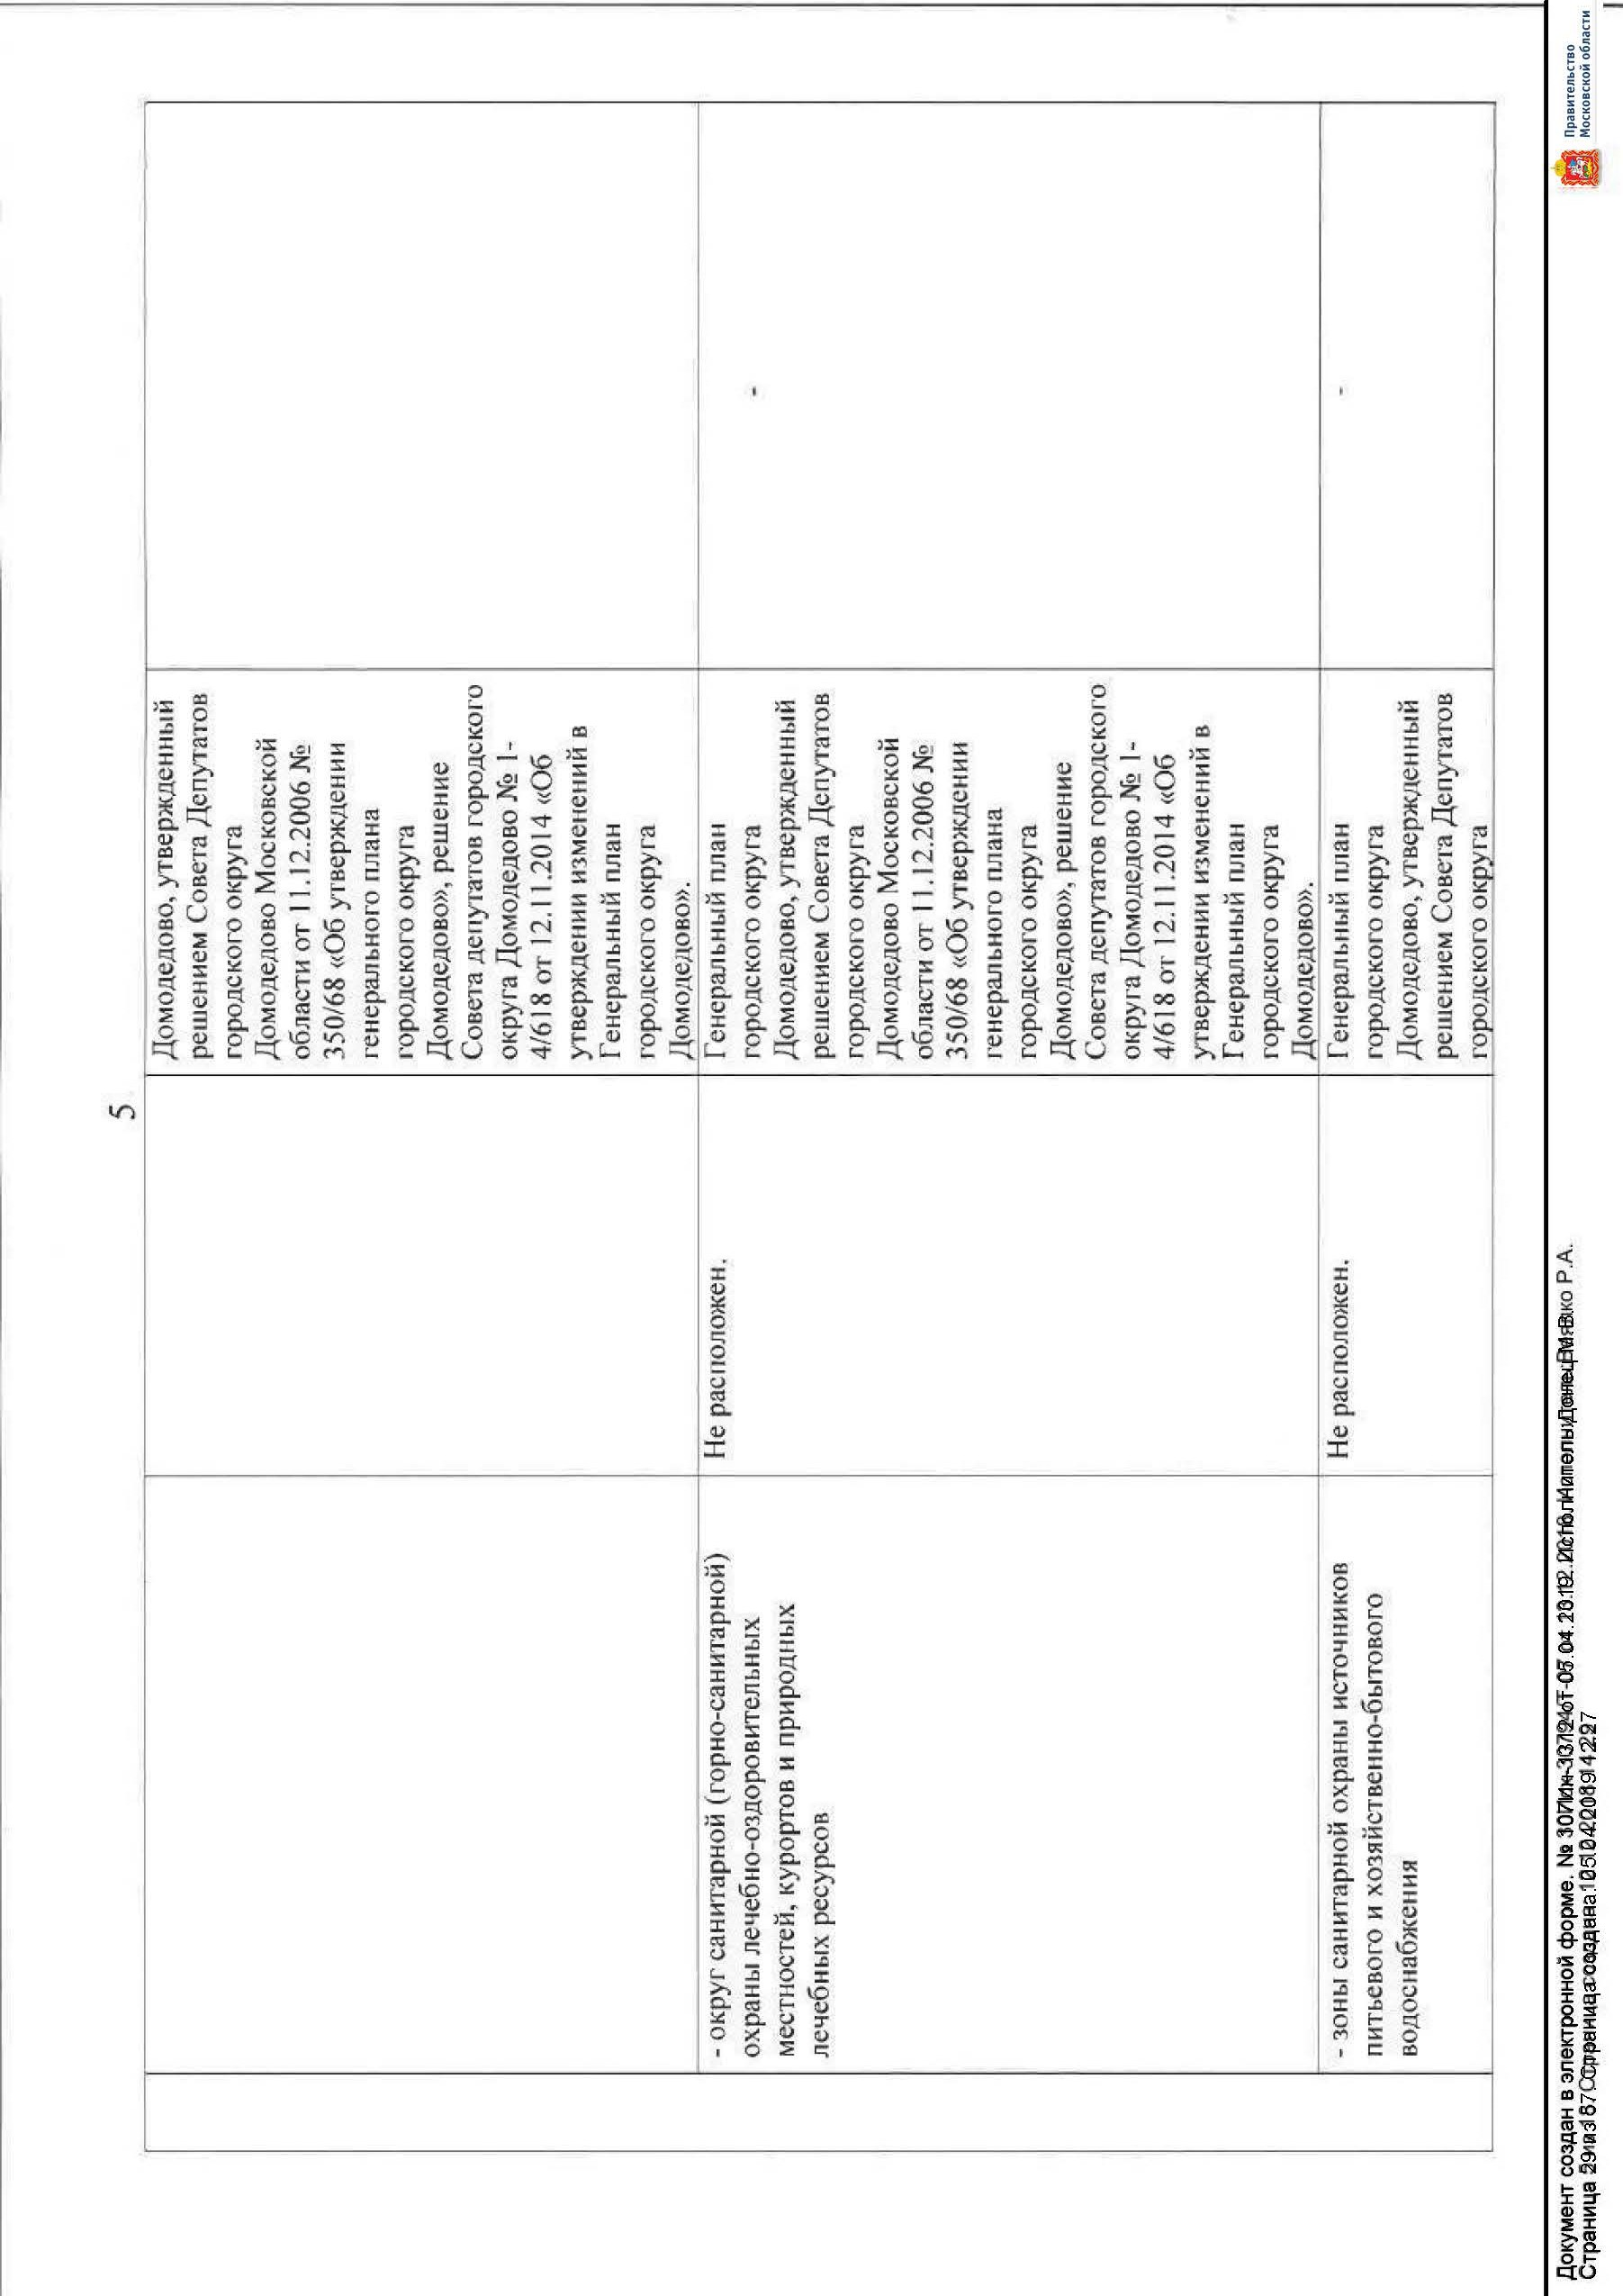 5
Домодедово, утвержденный
решением Совета Депутатов
городского округа
Домодедово Московской
области от 11.12.2006 №
350/68 «Об утверждении
генерального плана
городского округа
Домодедово», решение
Совета депутатов городского
округа Домодедово № 1-
4/618 от 12.11.2014 «Об
утверждении изменений в
Генеральный план
городского округа
Домодедово».
- округ санитарной (горно-санитарной)
охраны лечебно-оздоровительных
местностей, курортов и природных
лечебных ресурсов
Не расположен.
Генеральный план
городского округа
Домодедово, утвержденный
решением Совета Депутатов
городского округа
Домодедово Московской
области от 11.12.2006 №
350/68 «Об утверждении
генерального плана
городского округа
Домодедово», решение
Совета депутатов городского
округа Домодедово № 1-
4/618 от 12.11.2014 «Об
утверждении изменений в
Генеральный план
городского округа
Домодедово».
-
- зоны санитарной охраны источников
питьевого и хозяйственно-бытового
водоснабжения
Не расположен.
Генеральный план
городского округа
Домодедово, утвержденный
решением Совета Депутатов
городского округа
-
Документ создан в электронной форме. №
Страница
Правительство
Московской области